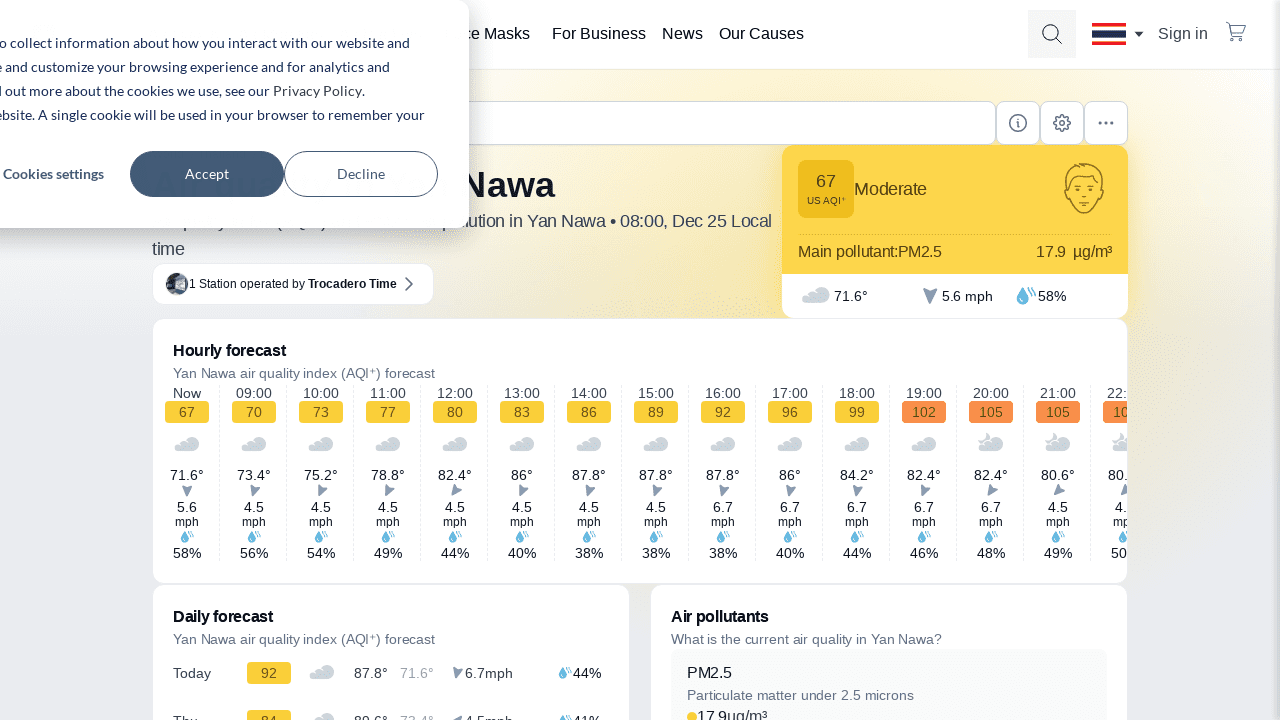 o collect information about how you interact with our website and
e and customize your browsing experience and for analytics and
d out more about the cookies we use, see our Privacy Policy.
ebsite. A single cookie will be used in your browser to remember your
Cookies settings
Accept
Decline
ce Masks
For Business
News
Our Causes
Sign in
Nawa
lution in Yan Nawa • 08:00, Dec 25 Local
time
1 Station operated by Trocadero Time
67
US AQI⁺
Moderate
Main pollutant:PM2.5
17.9 µg/m³
71.6°
5.6 mph
58%
Hourly forecast
Yan Nawa air quality index (AQI⁺) forecast
Now 09:00 10:00 11:00 12:00 13:00 14:00 15:00 16:00 17:00 18:00 19:00 20:00 21:00 22:
67 70 73 77 80 83 86 89 92 96 99 102 105 105 10
71.6° 73.4° 75.2° 78.8° 82.4° 86° 87.8° 87.8° 87.8° 86° 84.2° 82.4° 82.4° 80.6° 80.
5.6 4.5 4.5 4.5 4.5 4.5 4.5 4.5 6.7 6.7 6.7 6.7 6.7 4.5 4.
mph mph mph mph mph mph mph mph mph mph mph mph mph mph mp
58% 56% 54% 49% 44% 40% 38% 38% 38% 40% 44% 46% 48% 49% 50
Daily forecast
Yan Nawa air quality index (AQI⁺) forecast
Today 92 87.8° 71.6° 6.7mph 44%
Thu 84 89.6° 73.4° 4.5mph 41%
Air pollutants
What is the current air quality in Yan Nawa?
PM2.5
Particulate matter under 2.5 microns
17.9µg/m³